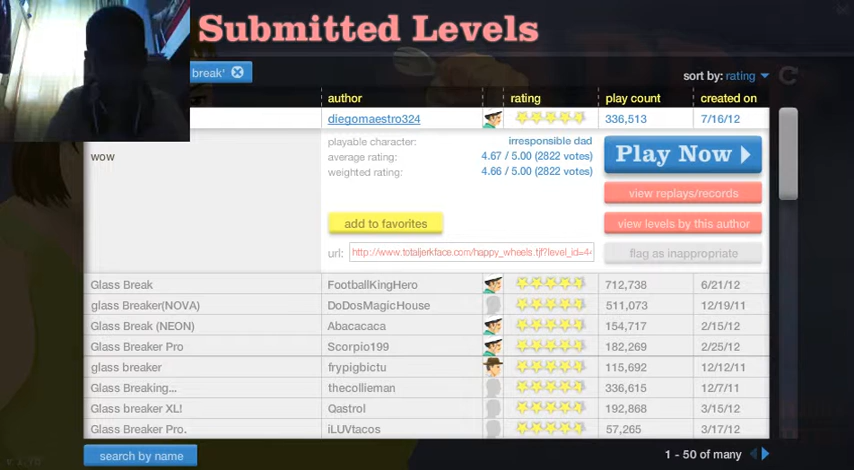 Submitted Levels
break'
sort by: rating
author rating play count created on
diegomaestro324 336,513 7/16/12
wow
playable character: irresponsible dad
average rating: 4.67 / 5.00 (2822 votes)
weighted rating: 4.66 / 5.00 (2822 votes)
Play Now
view replays/records
add to favorites
view levels by this author
url: http://www.totaljerkface.com/happy_wheels.tjf?level_id=4
flag as inappropriate
Glass Break FootballKingHero 712,738 6/21/12
glass Breaker(NOVA) DoDosMagicHouse 511,073 12/19/11
Glass Break (NEON) Abacacaca 154,717 2/15/12
Glass Breaker Pro Scorpio199 182,269 2/25/12
glass breaker frypigbictu 115,692 12/12/11
Glass Breaking... thecollieman 336,615 12/7/11
Glass breaker XL! Qastrol 192,868 3/15/12
Glass Breaker Pro. iLUVtacos 57,265 3/17/12
search by name
1 - 50 of many